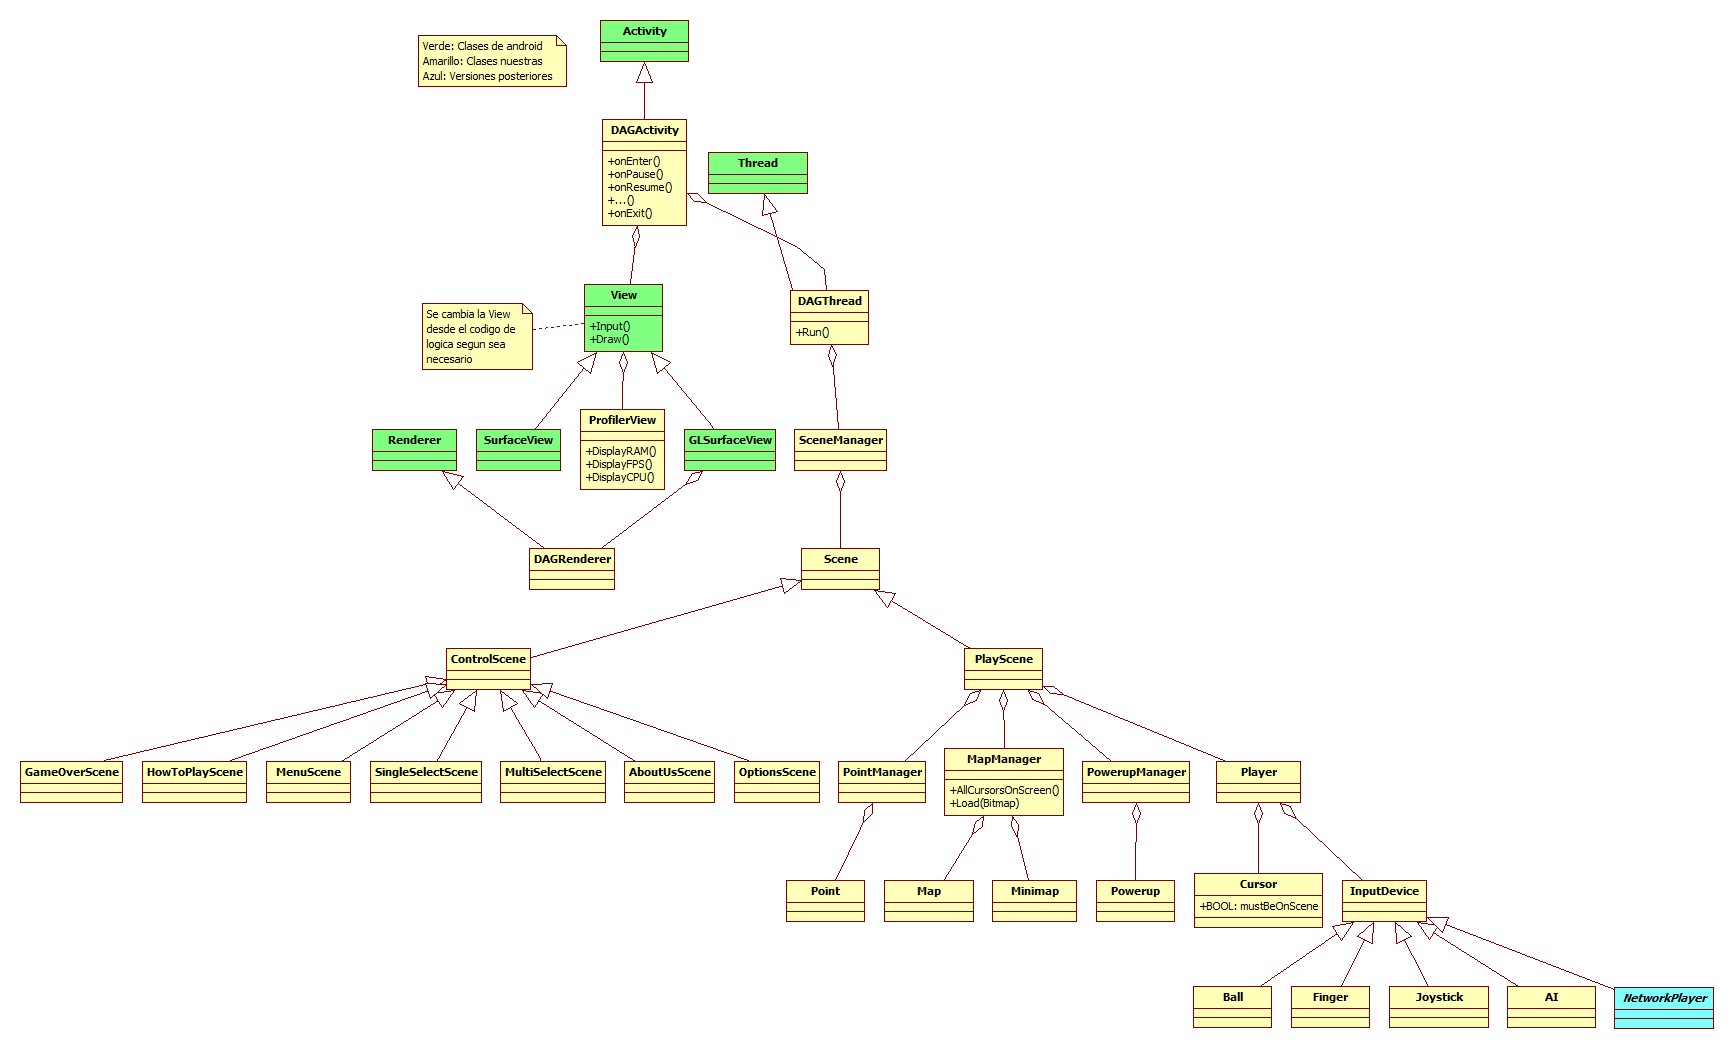 Activity
Verde: Clases de android
Amarillo: Clases nuestras
Azul: Versiones posteriores
DAGActivity
+onEnter()
+onPause()
+onResume()
+...()
+onExit()
Thread
View
+Input()
+Draw()
Se cambia la View
desde el codigo de
logica segun sea
necesario
DAGThread
+Run()
Renderer
SurfaceView
ProfilerView
+DisplayRAM()
+DisplayFPS()
+DisplayCPU()
GLSurfaceView
SceneManager
DAGRenderer
Scene
ControlScene
PlayScene
GameOverScene
HowToPlayScene
MenuScene
SingleSelectScene
MultiSelectScene
AboutUsScene
OptionsScene
PointManager
MapManager
+AllCursorsOnScreen()
+Load(Bitmap)
PowerupManager
Player
Point
Map
Minimap
Powerup
Cursor
+BOOL: mustBeOnScene
InputDevice
Ball
Finger
Joystick
AI
NetworkPlayer